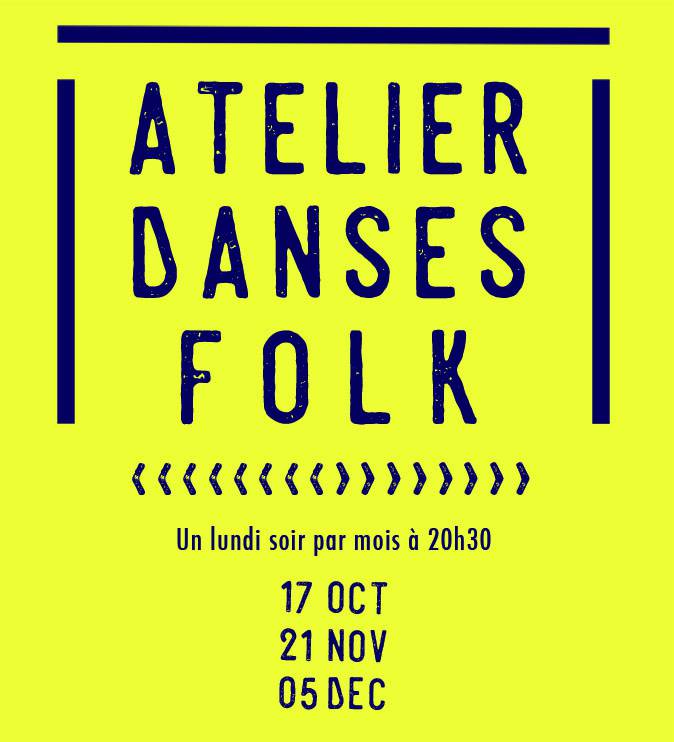 ATELIER
DANSES
FOLK
Un lundi soir par mois à 20h30
17 OCT
21 NOV
05 DEC